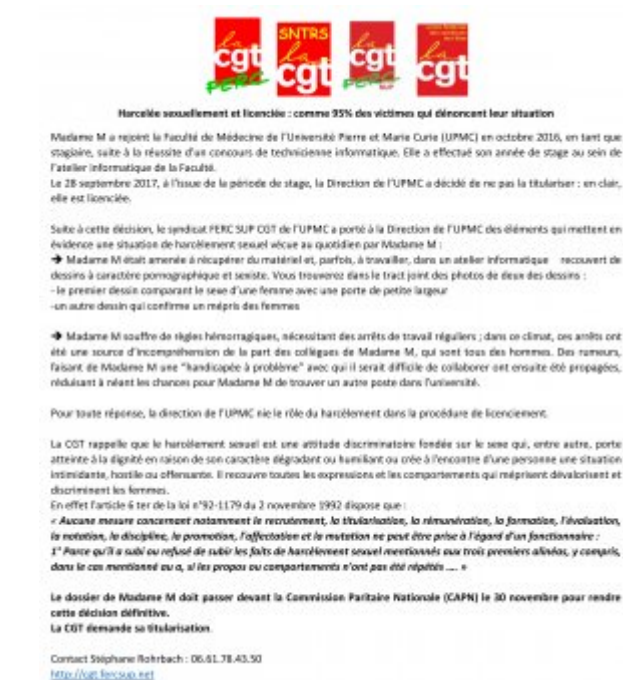 la cgt FERC
SNTRS la cgt
la cgt FERC SUP
la cgt
Harcelée sexuellement et licenciée : comme 95% des victimes qui dénoncent leur situation
Madame M a rejoint la Faculté de Médecine de l'Université Pierre et Marie Curie (UPMC) en octobre 2016, en tant que
stagiaire, suite à la réussite d'un concours de technicienne informatique. Elle a effectué son année de stage au sein de
l'atelier informatique de la Faculté.
Le 28 septembre 2017, à l'issue de la période de stage, la Direction de l'UPMC a décidé de ne pas la titulariser : en clair,
elle est licenciée.
Suite à cette décision, le syndicat FERC SUP CGT de l'UPMC a porté à la Direction de l'UPMC des éléments qui mettent en
évidence une situation de harcèlement sexuel vécue au quotidien par Madame M :
➔ Madame M était amenée à récupérer du matériel et, parfois, à travailler, dans un atelier informatique recouvert de
dessins à caractère pornographique et sexiste. Vous trouverez dans le tract joint des photos de deux des dessins :
- le premier dessin comparant le sexe d'une femme avec une porte de petite largeur
-un autre dessin qui confirme un mépris des femmes
➔ Madame M souffre de règles hémorragiques, nécessitant des arrêts de travail réguliers ; dans ce climat, ces arrêts ont
été une source d'incompréhension de la part des collègues de Madame M, qui sont tous des hommes. Des rumeurs,
faisant de Madame M une "handicapée à problème" avec qui il serait difficile de collaborer ont ensuite été propagées,
réduisant à néant les chances pour Madame M de trouver un autre poste dans l'université.
Pour toute réponse, la direction de l'UPMC nie le rôle du harcèlement dans la procédure de licenciement.
La CGT rappelle que le harcèlement sexuel est une attitude discriminatoire fondée sur le sexe qui, entre autre, porte
atteinte à la dignité en raison de son caractère dégradant ou humiliant ou crée à l'encontre d'une personne une situation
intimidante, hostile ou offensante. Il recouvre toutes les expressions et les comportements qui méprisent dévalorisent et
discriminent les femmes.
En effet l'article 6 ter de la loi n°92-1179 du 2 novembre 1992 dispose que :
« Aucune mesure concernant notamment le recrutement, la titularisation, la rémunération, la formation, l'évaluation,
la notation, la discipline, la promotion, l'affectation et la mutation ne peut être prise à l'égard d'un fonctionnaire :
1° Parce qu'il a subi ou refusé de subir les faits de harcèlement sexuel mentionnés aux trois premiers alinéas, y compris,
dans le cas mentionné au a, si les propos ou comportements n'ont pas été répétés .... »
Le dossier de Madame M doit passer devant la Commission Paritaire Nationale (CAPN) le 30 novembre pour rendre
cette décision définitive.
La CGT demande sa titularisation.
Contact Stéphane Rohrbach : 06.61.78.43.50
http://cgt.fercsup.net